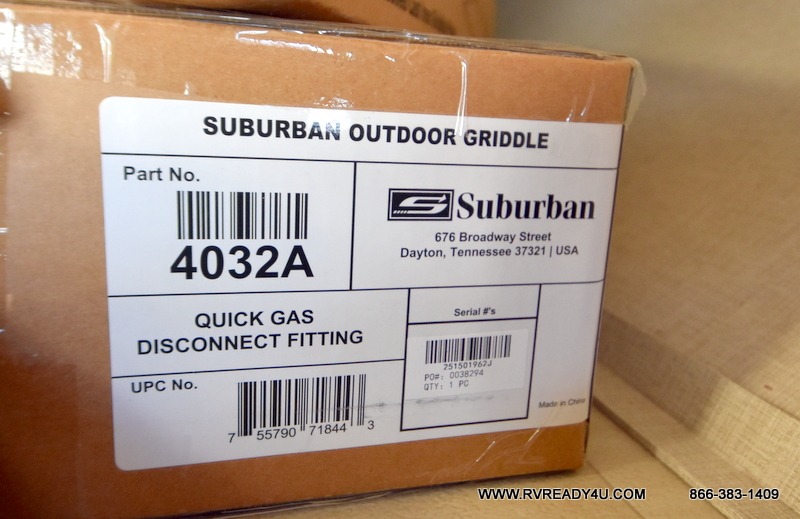 SUBURBAN OUTDOOR GRIDDLE
Part No.
4032A
Suburban
676 Broadway Street
Dayton, Tennessee 37321 | USA
QUICK GAS
DISCONNECT FITTING
Serial #'s
251501962J
PO#: 0038294
QTY: 1 PC
UPC No.
7 55790 71844 3
Made in China
WWW.RVREADY4U.COM 866-383-1409